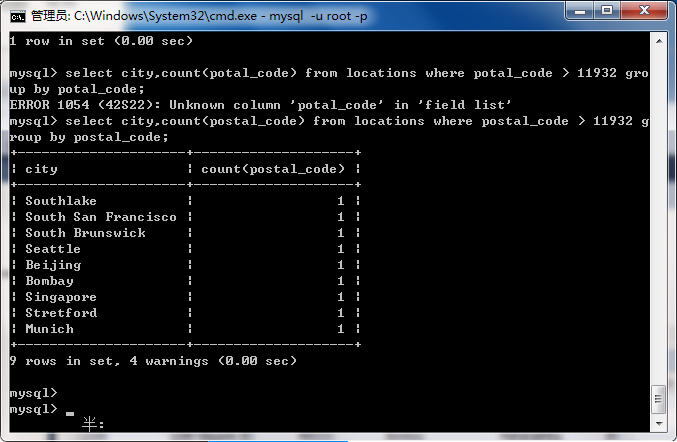 管理员: C:\Windows\System32\cmd.exe - mysql -u root -p
1 row in set (0.00 sec)
mysql> select city,count(potal_code) from locations where potal_code > 11932 gro
up by potal_code;
ERROR 1054 (42S22): Unknown column 'potal_code' in 'field list'
mysql> select city,count(postal_code) from locations where postal_code > 11932 g
roup by postal_code;
+----------------------+--------------------+
| city | count(postal_code) |
+----------------------+--------------------+
| Southlake | 1 |
| South San Francisco | 1 |
| South Brunswick | 1 |
| Seattle | 1 |
| Beijing | 1 |
| Bombay | 1 |
| Singapore | 1 |
| Stretford | 1 |
| Munich | 1 |
+----------------------+--------------------+
9 rows in set, 4 warnings (0.00 sec)
mysql>
mysql> _
半: